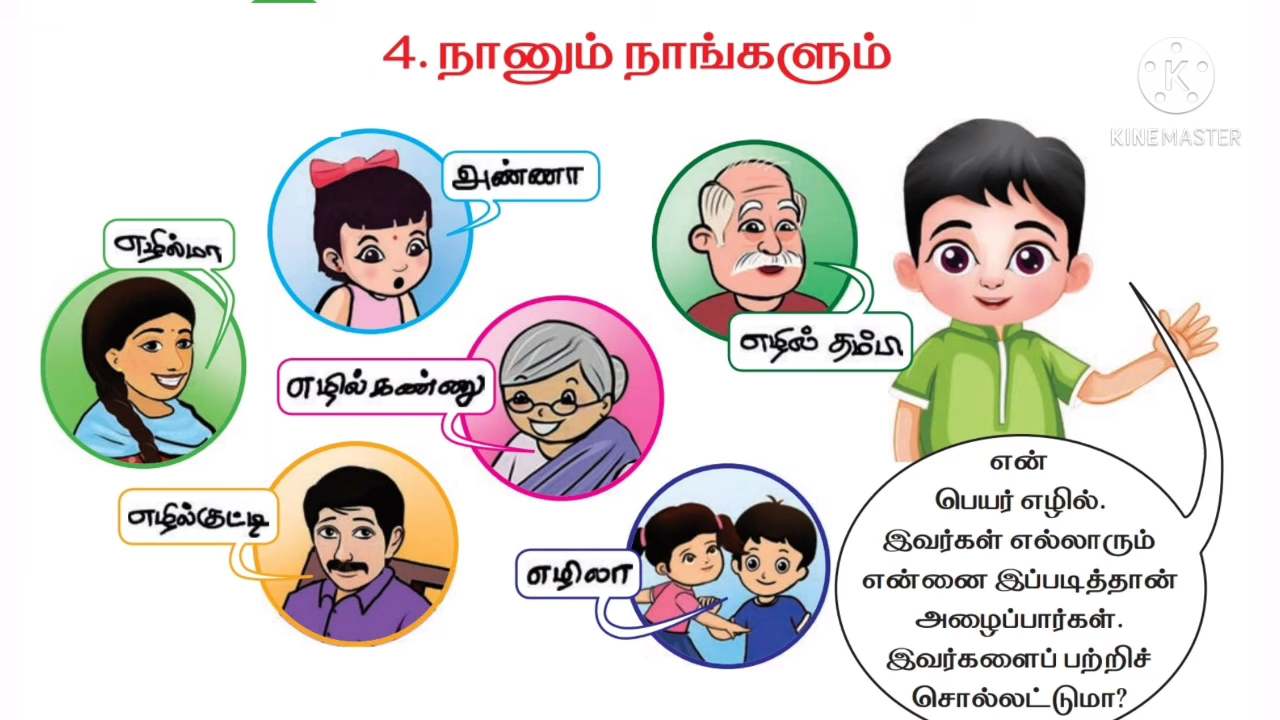 4. நானும் நாங்களும்
KINEMASTER
அண்ணா
எழில்மா
எழில் தம்பி
எழில் கண்ணு
எழில்குட்டி
எழிலா
என்
பெயர் எழில்.
இவர்கள் எல்லாரும்
என்னை இப்படித்தான்
அழைப்பார்கள்.
இவர்களைப் பற்றிச்
சொல்லட்டுமா?